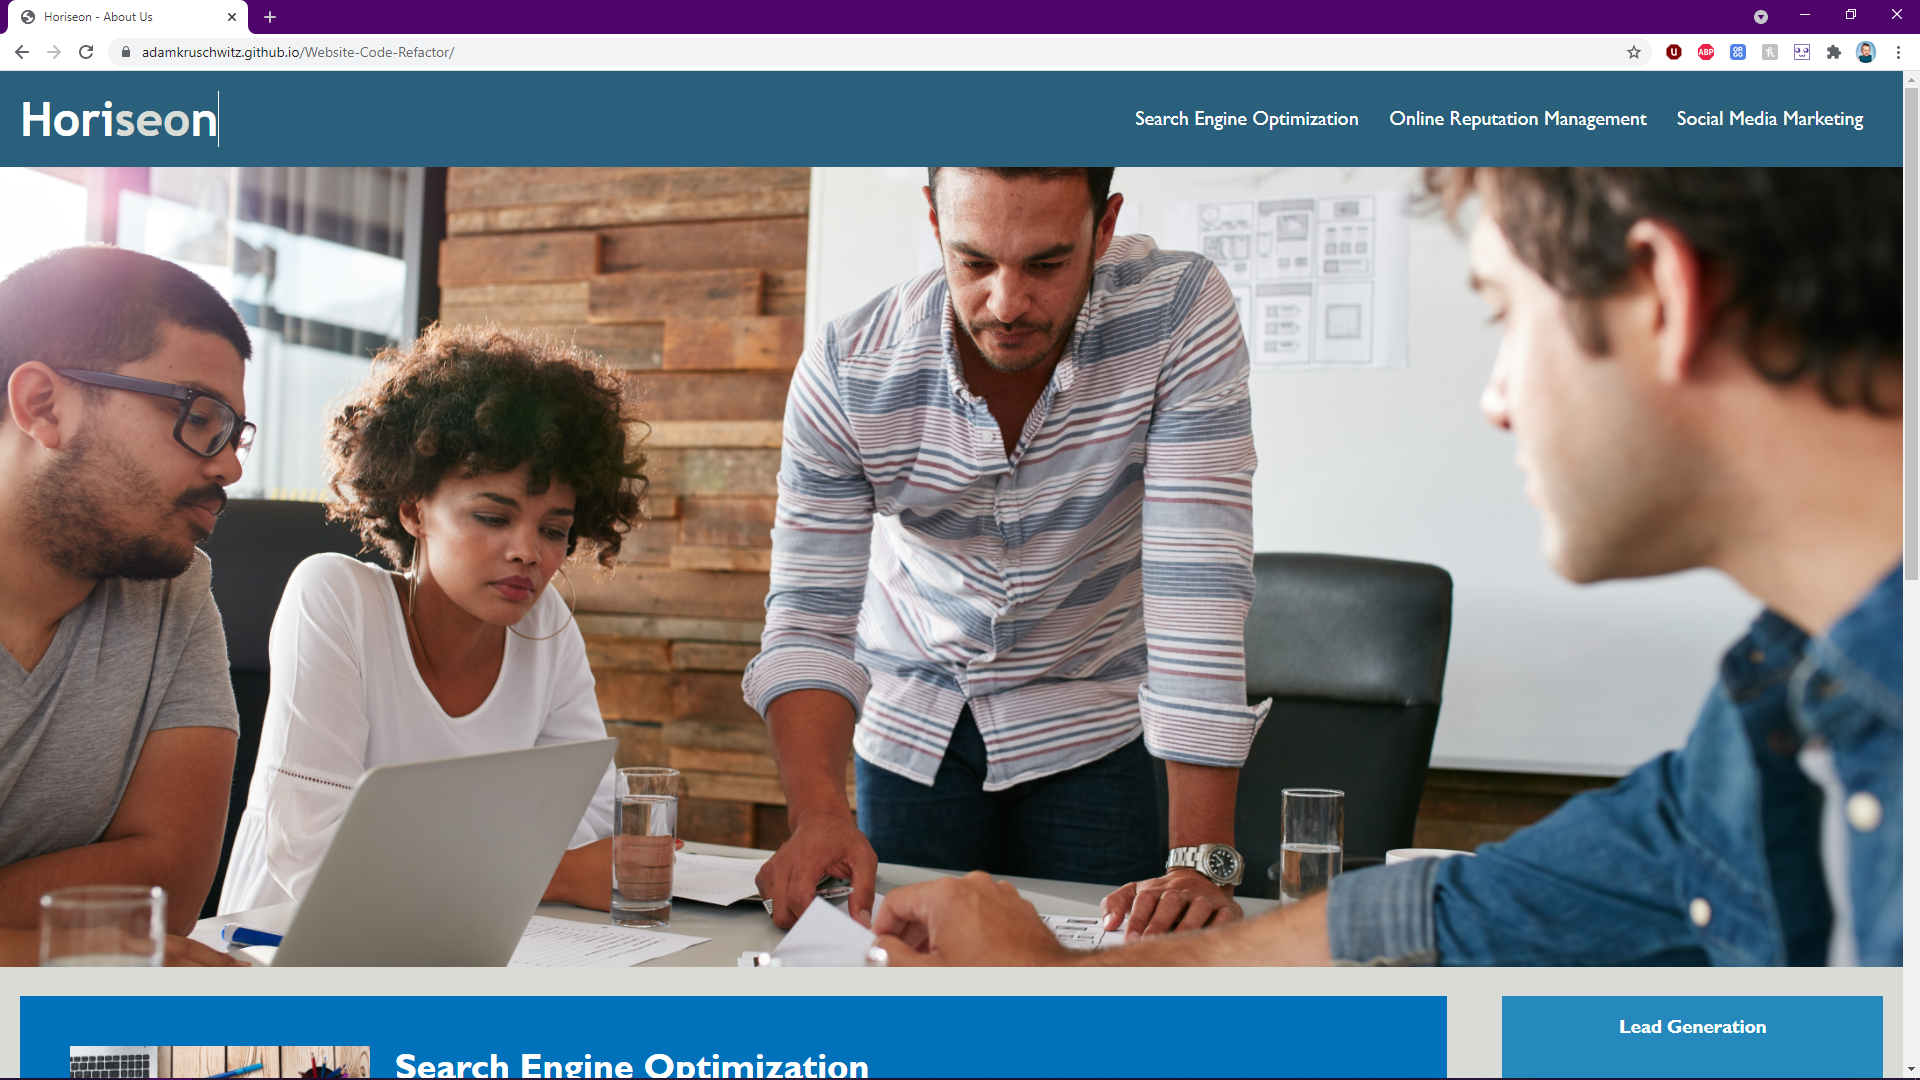 Horiseon - About Us
adamkruschwitz.github.io/Website-Code-Refactor/
ABP
Horiseon
Search Engine Optimization Online Reputation Management Social Media Marketing
Search Engine Optimization
Lead Generation